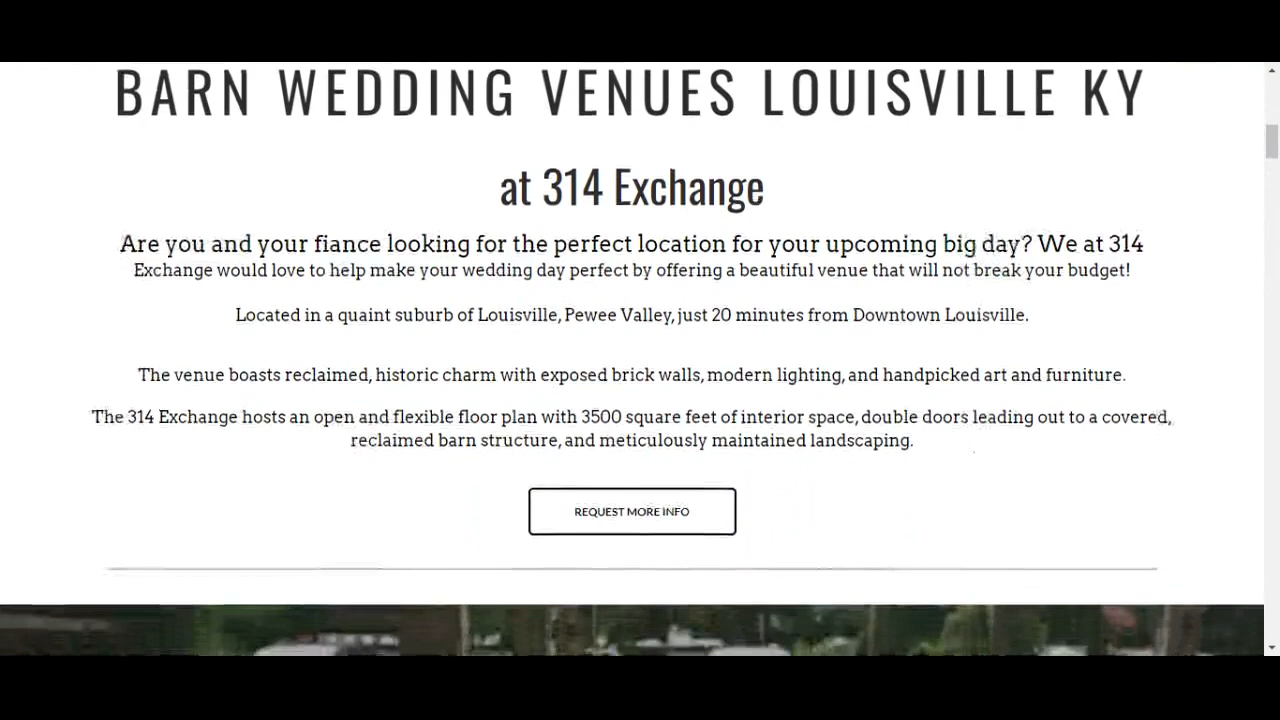 BARN WEDDING VENUES LOUISVILLE KY
at 314 Exchange
Are you and your fiance looking for the perfect location for your upcoming big day? We at 314
Exchange would love to help make your wedding day perfect by offering a beautiful venue that will not break your budget!
Located in a quaint suburb of Louisville, Pewee Valley, just 20 minutes from Downtown Louisville.
The venue boasts reclaimed, historic charm with exposed brick walls, modern lighting, and handpicked art and furniture.
The 314 Exchange hosts an open and flexible floor plan with 3500 square feet of interior space, double doors leading out to a covered,
reclaimed barn structure, and meticulously maintained landscaping.
REQUEST MORE INFO